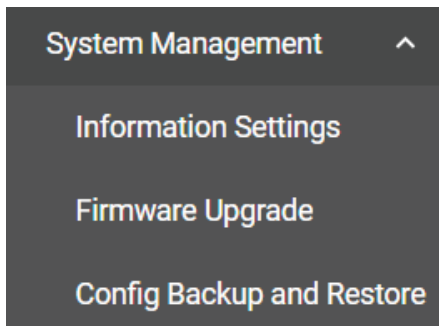 System Management
Information Settings
Firmware Upgrade
Config Backup and Restore